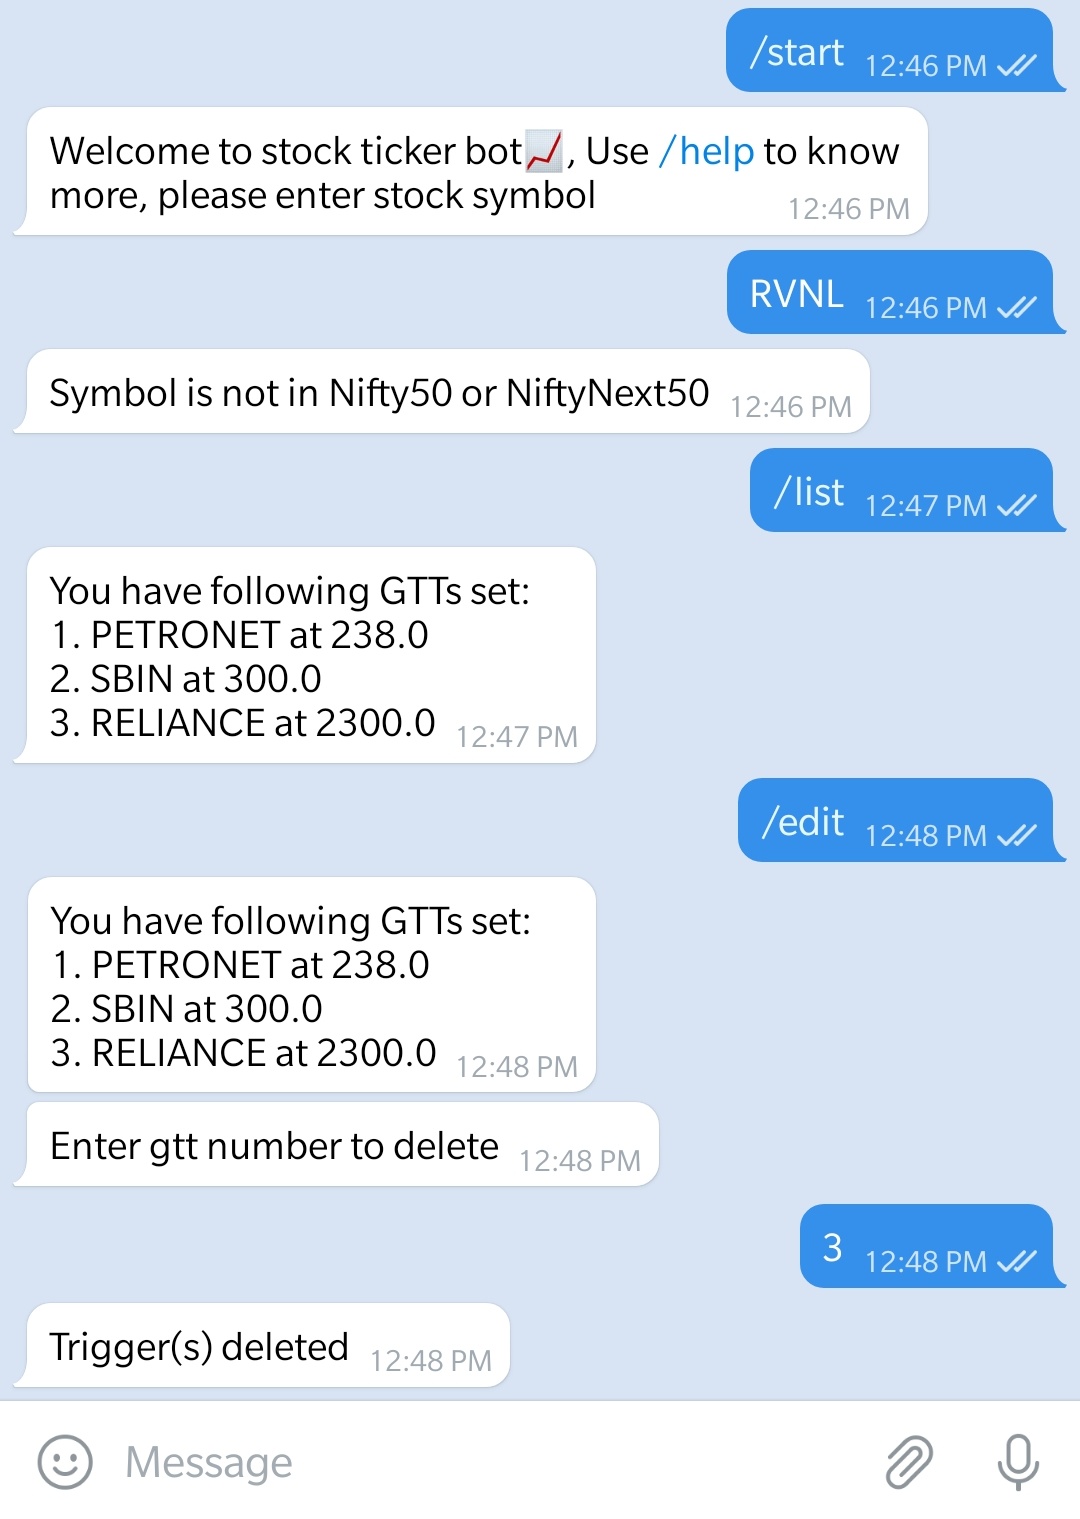 /start 12:46 PM
Welcome to stock ticker bot📈, Use /help to know
more, please enter stock symbol 12:46 PM
RVNL 12:46 PM
Symbol is not in Nifty50 or NiftyNext50 12:46 PM
/list 12:47 PM
You have following GTTs set:
1. PETRONET at 238.0
2. SBIN at 300.0
3. RELIANCE at 2300.0 12:47 PM
/edit 12:48 PM
You have following GTTs set:
1. PETRONET at 238.0
2. SBIN at 300.0
3. RELIANCE at 2300.0 12:48 PM
Enter gtt number to delete 12:48 PM
3 12:48 PM
Trigger(s) deleted 12:48 PM
Message